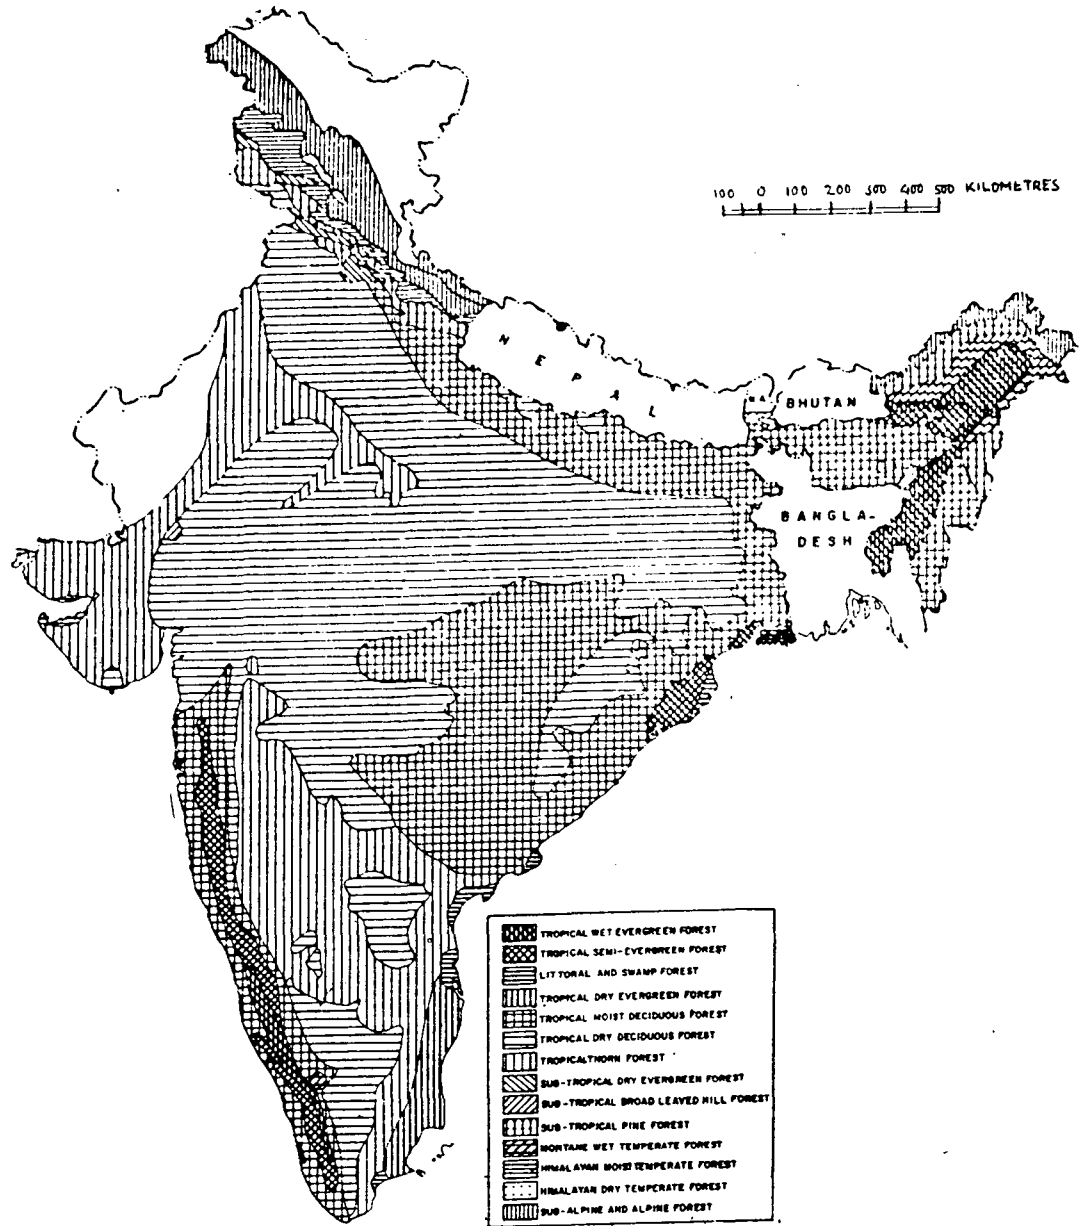 100 0 100 200 300 400 500 KILOMETRES
NEPAL
BHUTAN
BANGLA-
DESH
TROPICAL WET EVERGREEN FOREST
TROPICAL SEMI-EVERGREEN FOREST
LITTORAL AND SWAMP FOREST
TROPICAL DRY EVERGREEN FOREST
TROPICAL MOIST DECIDUOUS FOREST
TROPICAL DRY DECIDUOUS FOREST
TROPICALTHORN FOREST
SUB-TROPICAL DRY EVERGREEN FOREST
SUB-TROPICAL BROAD LEAVED HILL FOREST
SUB-TROPICAL PINE FOREST
MONTANE WET TEMPERATE FOREST
HIMALAYAN MOIST TEMPERATE FOREST
HIMALAYAN DRY TEMPERATE FOREST
SUB-ALPINE AND ALPINE FOREST